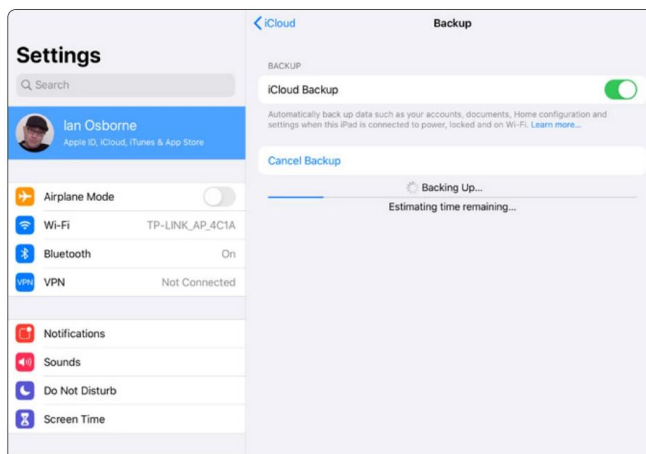 iCloud
Backup
Settings
Search
Ian Osborne
Apple ID, iCloud, iTunes & App Store
Airplane Mode
Wi-Fi TP-LINK_AP_4C1A
Bluetooth On
VPN VPN Not Connected
Notifications
Sounds
Do Not Disturb
Screen Time
BACKUP
iCloud Backup
Automatically back up data such as your accounts, documents, Home configuration and
settings when this iPad is connected to power, locked and on Wi-Fi. Learn more...
Cancel Backup
Backing Up...
Estimating time remaining...